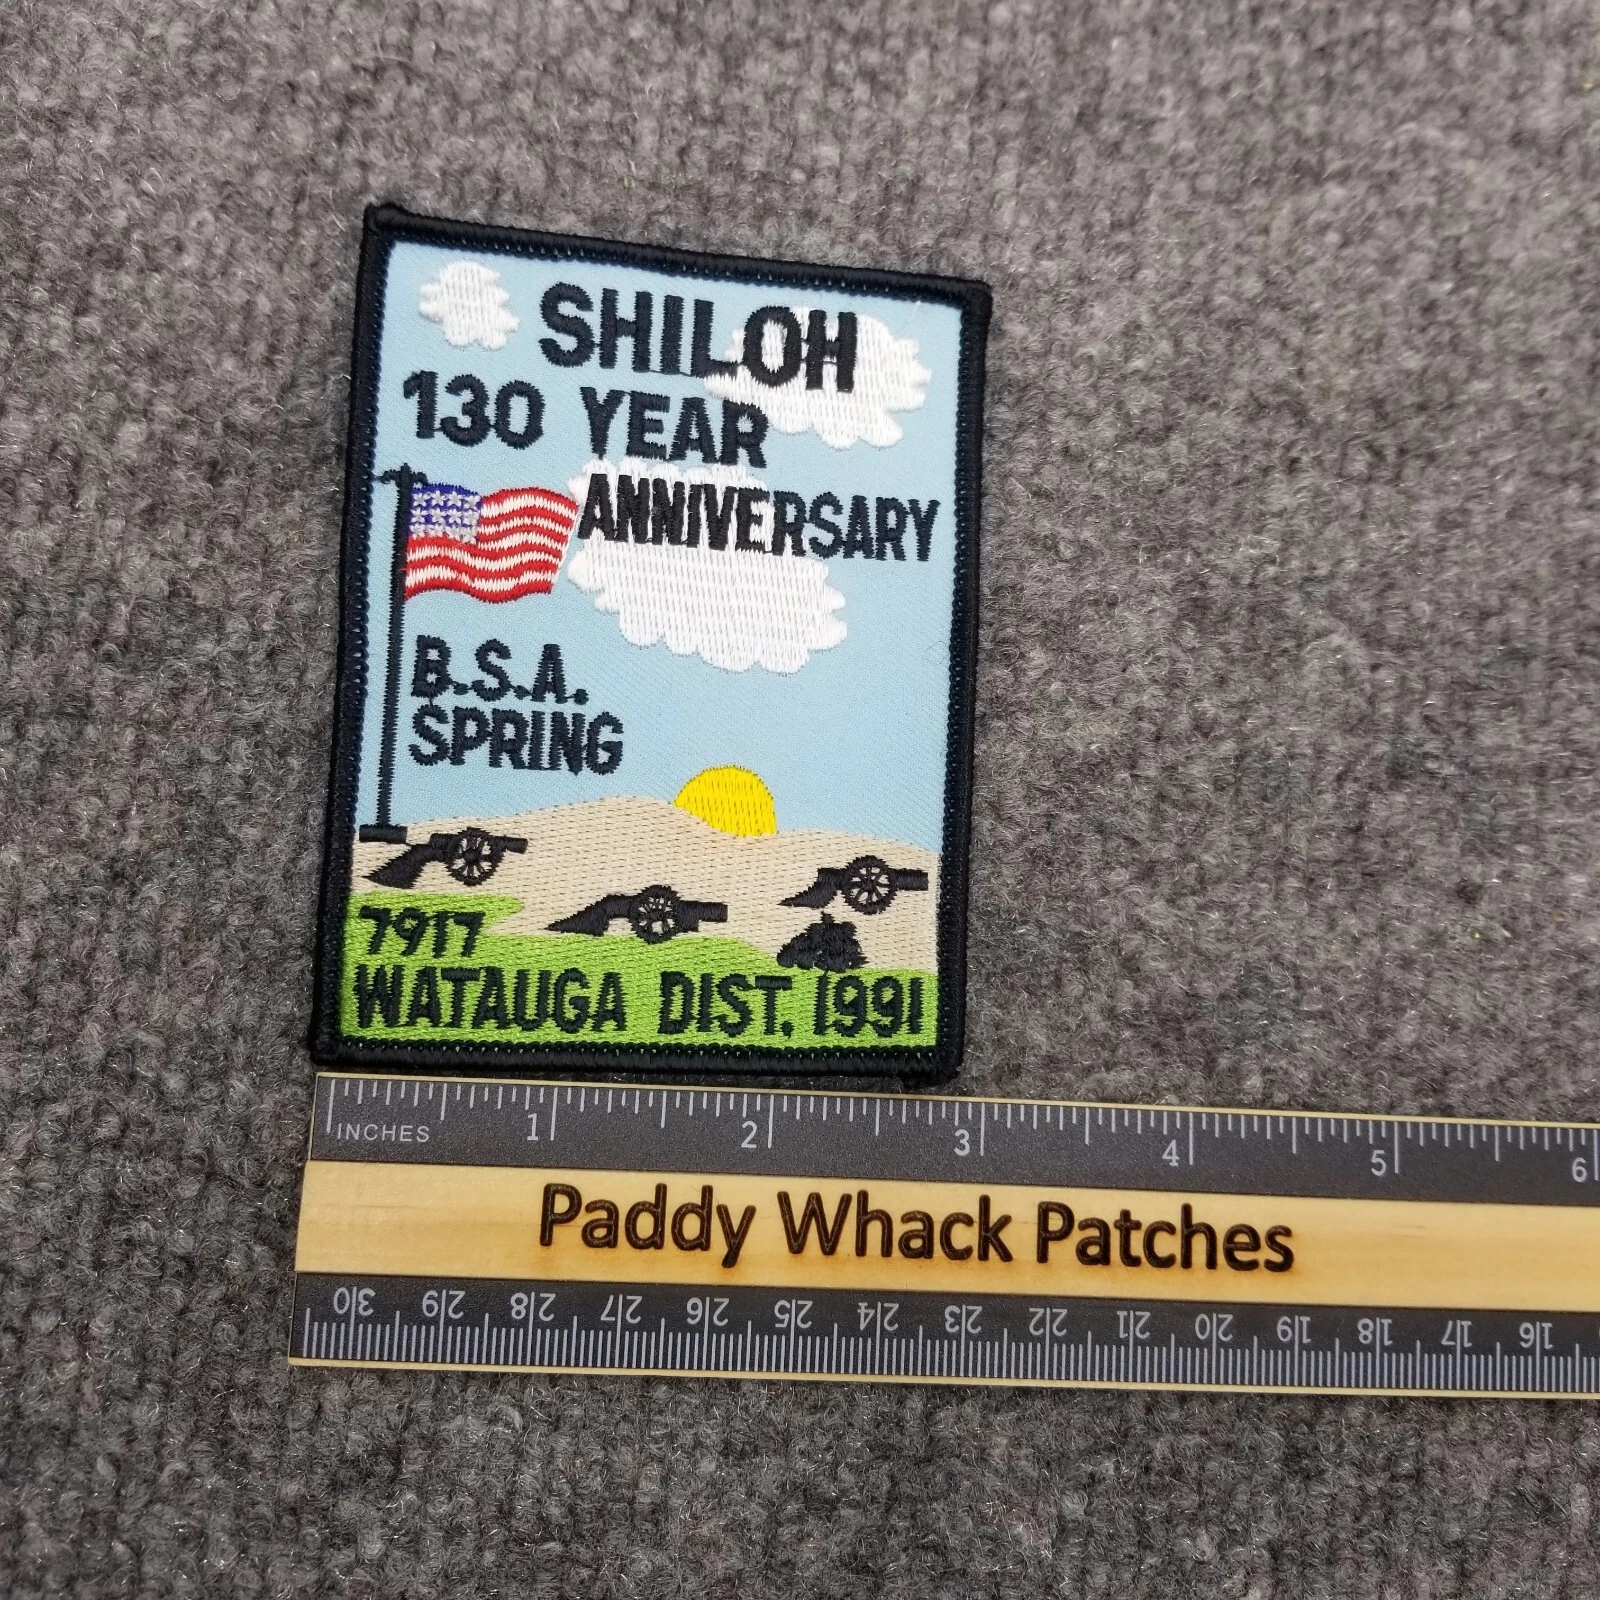 SHILOH
130 YEAR
ANNIVERSARY
B.S.A.
SPRING
7917
WATAUGA DIST. 1991
INCHES 1 2 3 4 5 6
Paddy Whack Patches
30 29 28 27 26 25 24 23 22 21 20 19 18 17 16